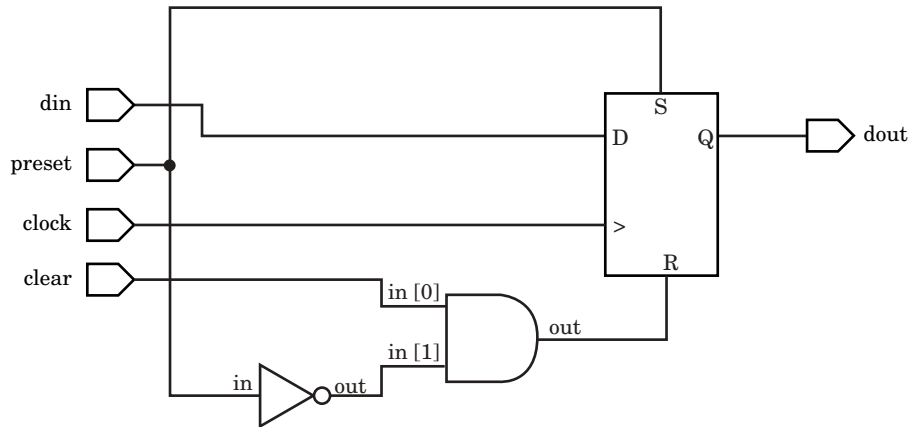 S
din
D
Q
dout
preset
clock
>
R
clear
in [0]
out
in [1]
in
out